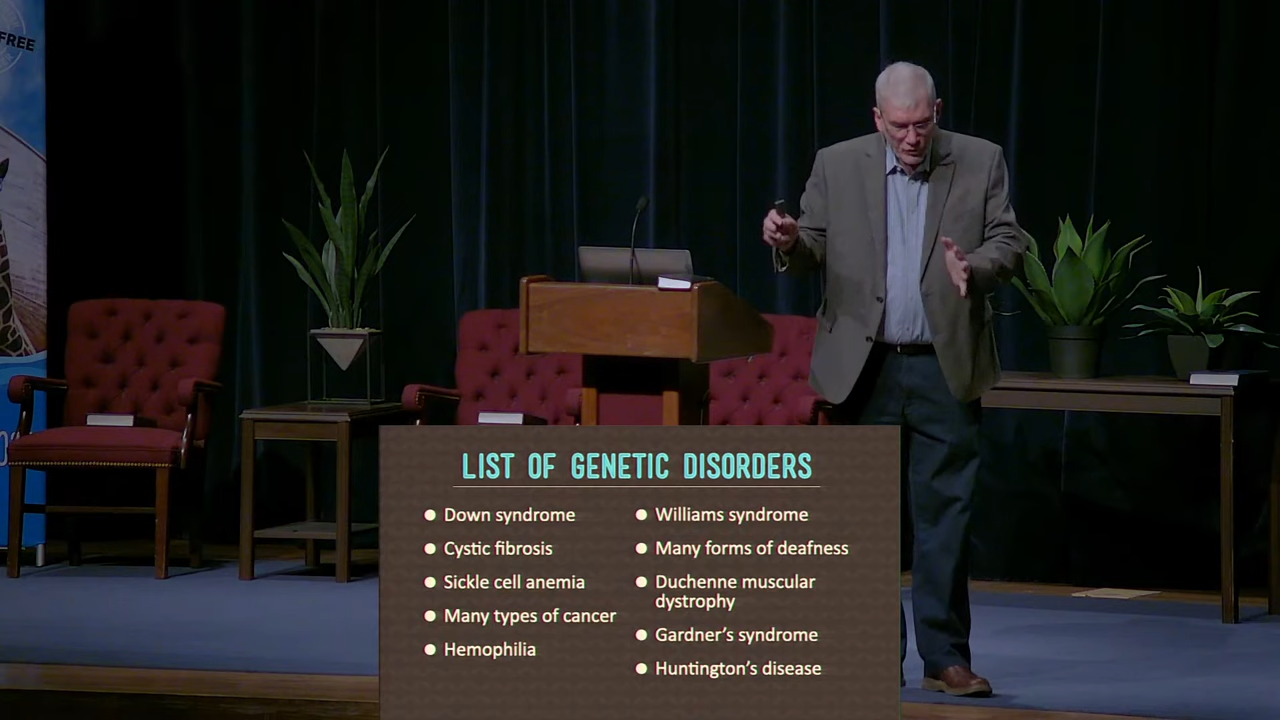 FREE
LIST OF GENETIC DISORDERS
Down syndrome
Cystic fibrosis
Sickle cell anemia
Many types of cancer
Hemophilia
Williams syndrome
Many forms of deafness
Duchenne muscular
dystrophy
Gardner's syndrome
Huntington's disease